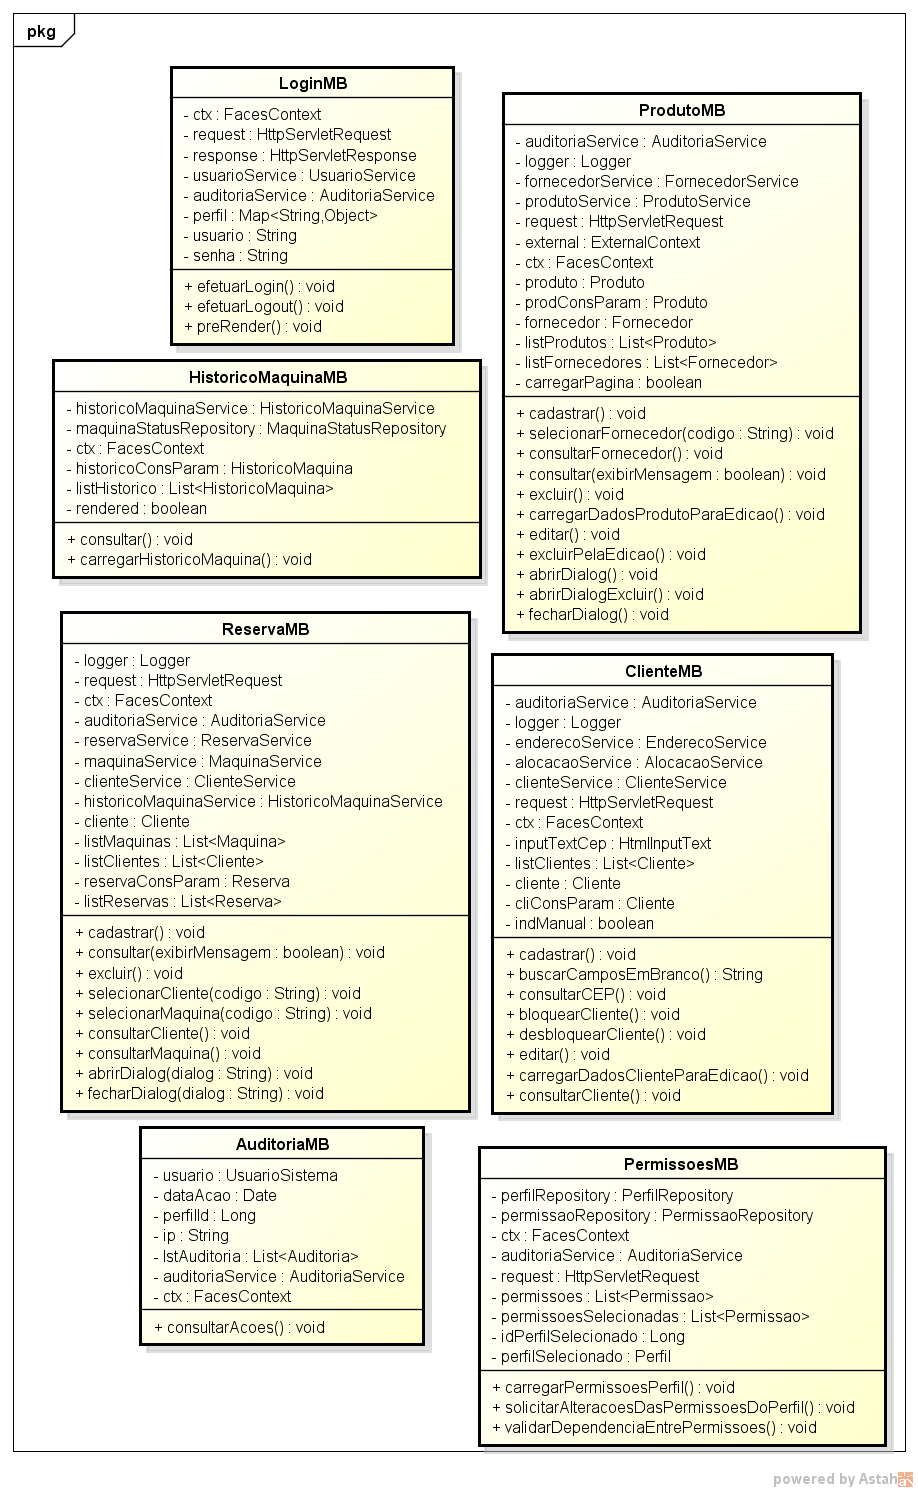 pkg
LoginMB
- ctx : FacesContext
- request : HttpServletRequest
- response : HttpServletResponse
- usuarioService : UsuarioService
- auditoriaService : AuditoriaService
- perfil : Map<String,Object>
- usuario : String
- senha : String
+ efetuarLogin() : void
+ efetuarLogout() : void
+ preRender() : void
ProdutoMB
- auditoriaService : AuditoriaService
- logger : Logger
- fornecedorService : FornecedorService
- produtoService : ProdutoService
- request : HttpServletRequest
- external : ExternalContext
- ctx : FacesContext
- produto : Produto
- prodConsParam : Produto
- fornecedor : Fornecedor
- listProdutos : List<Produto>
- listFornecedores : List<Fornecedor>
- carregarPagina : boolean
+ cadastrar() : void
+ selecionarFornecedor(codigo : String) : void
+ consultarFornecedor() : void
+ consultar(exibirMensagem : boolean) : void
+ excluir() : void
+ carregarDadosProdutoParaEdicao() : void
+ editar() : void
+ excluirPelaEdicao() : void
+ abrirDialog() : void
+ abrirDialogExcluir() : void
+ fecharDialog() : void
HistoricoMaquinaMB
- historicoMaquinaService : HistoricoMaquinaService
- maquinaStatusRepository : MaquinaStatusRepository
- ctx : FacesContext
- historicoConsParam : HistoricoMaquina
- listHistorico : List<HistoricoMaquina>
- rendered : boolean
+ consultar() : void
+ carregarHistoricoMaquina() : void
ReservaMB
- logger : Logger
- request : HttpServletRequest
- ctx : FacesContext
- auditoriaService : AuditoriaService
- reservaService : ReservaService
- maquinaService : MaquinaService
- clienteService : ClienteService
- historicoMaquinaService : HistoricoMaquinaService
- cliente : Cliente
- listMaquinas : List<Maquina>
- listClientes : List<Cliente>
- reservaConsParam : Reserva
- listReservas : List<Reserva>
+ cadastrar() : void
+ consultar(exibirMensagem : boolean) : void
+ excluir() : void
+ selecionarCliente(codigo : String) : void
+ selecionarMaquina(codigo : String) : void
+ consultarCliente() : void
+ consultarMaquina() : void
+ abrirDialog(dialog : String) : void
+ fecharDialog(dialog : String) : void
ClienteMB
- auditoriaService : AuditoriaService
- logger : Logger
- enderecoService : EnderecoService
- alocacaoService : AlocacaoService
- clienteService : ClienteService
- request : HttpServletRequest
- ctx : FacesContext
- inputTextCep : HtmlInputText
- listClientes : List<Cliente>
- cliente : Cliente
- cliConsParam : Cliente
- indManual : boolean
+ cadastrar() : void
+ buscarCamposEmBranco() : String
+ consultarCEP() : void
+ bloquearCliente() : void
+ desbloquearCliente() : void
+ editar() : void
+ carregarDadosClienteParaEdicao() : void
+ consultarCliente() : void
AuditoriaMB
- usuario : UsuarioSistema
- dataAcao : Date
- perfilId : Long
- ip : String
- lstAuditoria : List<Auditoria>
- auditoriaService : AuditoriaService
- ctx : FacesContext
+ consultarAcoes() : void
PermissoesMB
- perfilRepository : PerfilRepository
- permissaoRepository : PermissaoRepository
- ctx : FacesContext
- auditoriaService : AuditoriaService
- request : HttpServletRequest
- permissoes : List<Permissao>
- permissoesSelecionadas : List<Permissao>
- idPerfilSelecionado : Long
- perfilSelecionado : Perfil
+ carregarPermissoesPerfil() : void
+ solicitarAlteracoesDasPermissoesDoPerfil() : void
+ validarDependenciaEntrePermissoes() : void
powered by Astah